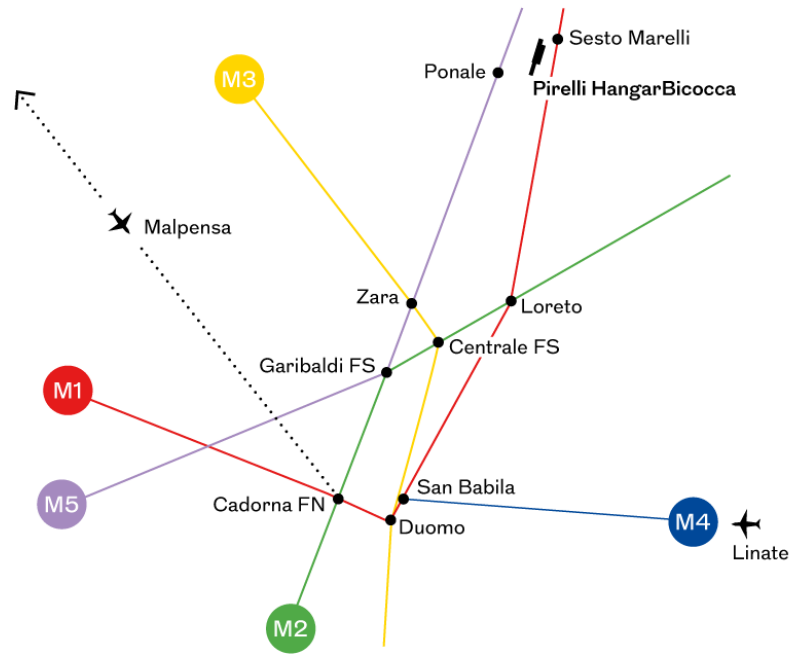 Sesto Marelli
Ponale
M3
Pirelli HangarBicocca
Malpensa
Zara
Loreto
Centrale FS
Garibaldi FS
M1
San Babila
M5
Cadorna FN
Duomo
M4
Linate
M2